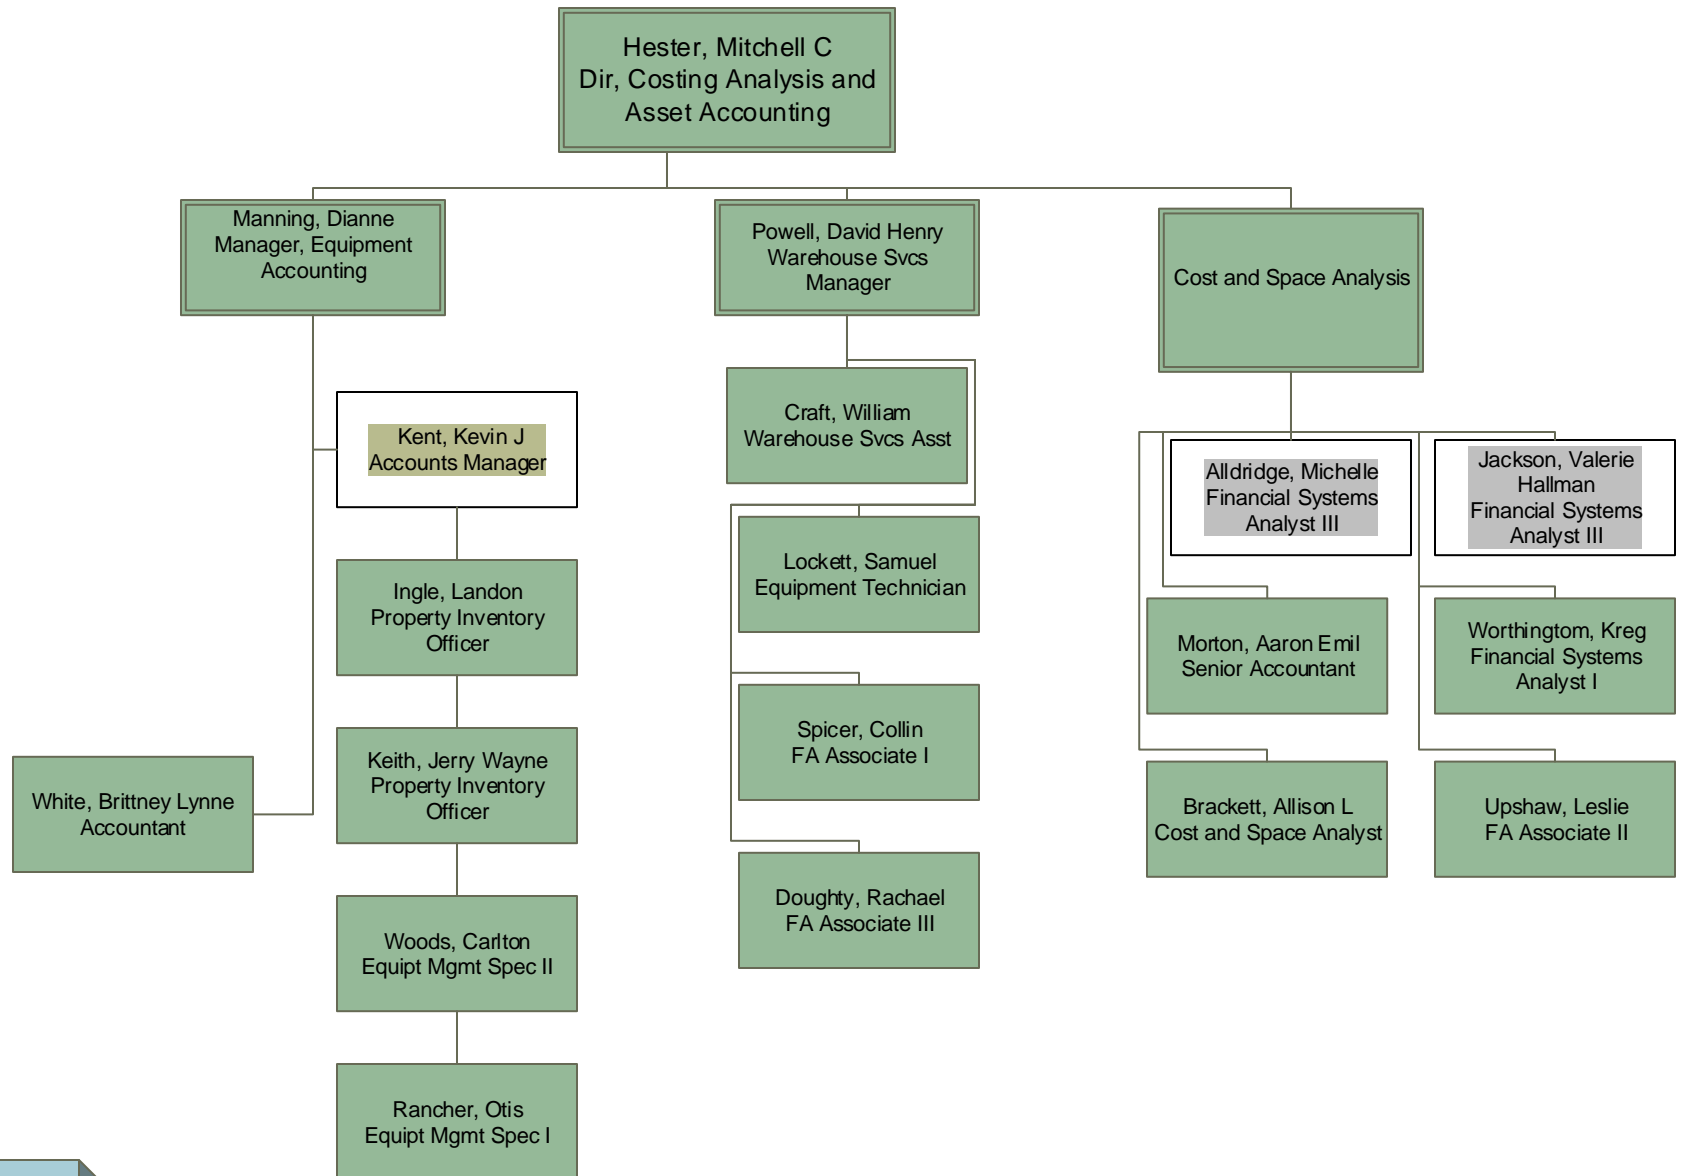 Hester, Mitchell C
Dir, Costing Analysis and
Asset Accounting
Manning, Dianne
Manager, Equipment
Accounting
Powell, David Henry
Warehouse Svcs
Manager
Cost and Space Analysis
Kent, Kevin J
Accounts Manager
Craft, William
Warehouse Svcs Asst
Alldridge, Michelle
Financial Systems
Analyst III
Jackson, Valerie
Hallman
Financial Systems
Analyst III
Ingle, Landon
Property Inventory
Officer
Lockett, Samuel
Equipment Technician
Morton, Aaron Emil
Senior Accountant
Worthingtom, Kreg
Financial Systems
Analyst I
Keith, Jerry Wayne
Property Inventory
Officer
Spicer, Collin
FA Associate I
White, Brittney Lynne
Accountant
Brackett, Allison L
Cost and Space Analyst
Upshaw, Leslie
FA Associate II
Woods, Carlton
Equipt Mgmt Spec II
Doughty, Rachael
FA Associate III
Rancher, Otis
Equipt Mgmt Spec I